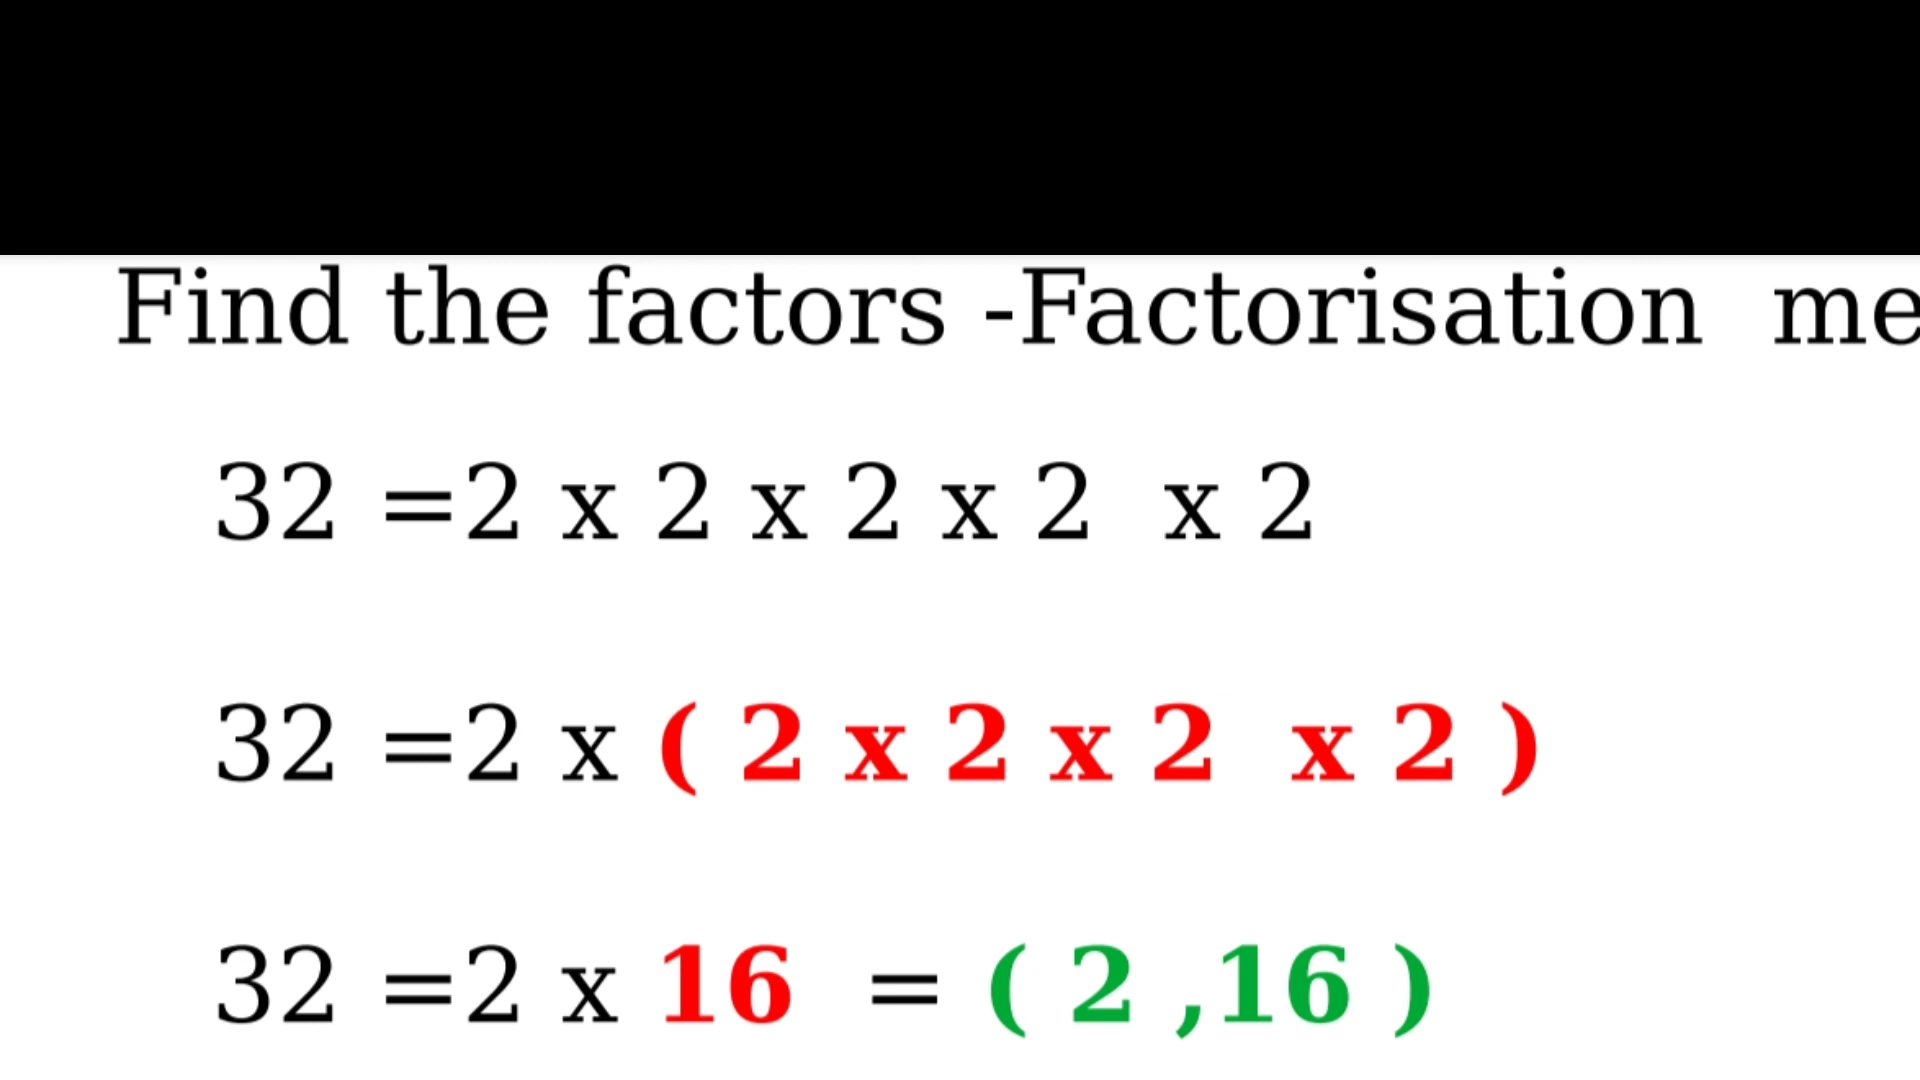 Find the factors -Factorisation me
32 =2 x 2 x 2 x 2 x 2
32 =2 x ( 2 x 2 x 2 x 2 )
32 =2 x 16 = ( 2 ,16 )